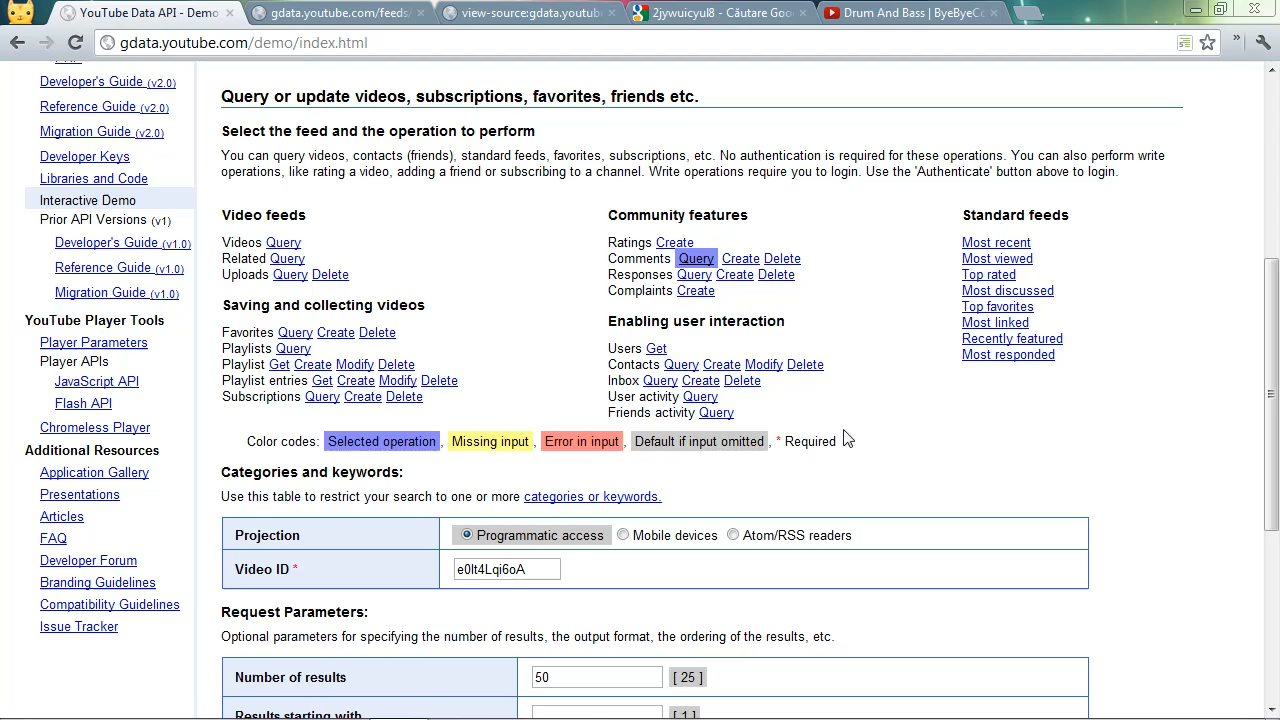 YouTube Data API - Demo
gdata.youtube.com/feeds/
view-source:gdata.youtub
2jywuicyul8 - Căutare Goo
Drum And Bass | ByeByeCo
gdata.youtube.com/demo/index.html
Developer's Guide (v2.0)
Reference Guide (v2.0)
Migration Guide (v2.0)
Developer Keys
Libraries and Code
Interactive Demo
Prior API Versions (v1)
Developer's Guide (v1.0)
Reference Guide (v1.0)
Migration Guide (v1.0)
YouTube Player Tools
Player Parameters
Player APIs
JavaScript API
Flash API
Chromeless Player
Additional Resources
Application Gallery
Presentations
Articles
FAQ
Developer Forum
Branding Guidelines
Compatibility Guidelines
Issue Tracker
Query or update videos, subscriptions, favorites, friends etc.
Select the feed and the operation to perform
You can query videos, contacts (friends), standard feeds, favorites, subscriptions, etc. No authentication is required for these operations. You can also perform write
operations, like rating a video, adding a friend or subscribing to a channel. Write operations require you to login. Use the 'Authenticate' button above to login.
Video feeds
Videos Query
Related Query
Uploads Query Delete
Saving and collecting videos
Favorites Query Create Delete
Playlists Query
Playlist Get Create Modify Delete
Playlist entries Get Create Modify Delete
Subscriptions Query Create Delete
Community features
Ratings Create
Comments Query Create Delete
Responses Query Create Delete
Complaints Create
Enabling user interaction
Users Get
Contacts Query Create Modify Delete
Inbox Query Create Delete
User activity Query
Friends activity Query
Standard feeds
Most recent
Most viewed
Top rated
Most discussed
Top favorites
Most linked
Recently featured
Most responded
Color codes: Selected operation , Missing input , Error in input , Default if input omitted , * Required
Categories and keywords:
Use this table to restrict your search to one or more categories or keywords.
Projection Programmatic access Mobile devices Atom/RSS readers
Video ID * e0lt4Lqi6oA
Request Parameters:
Optional parameters for specifying the number of results, the output format, the ordering of the results, etc.
Number of results 50 [ 25 ]
Results starting with [ 1 ]